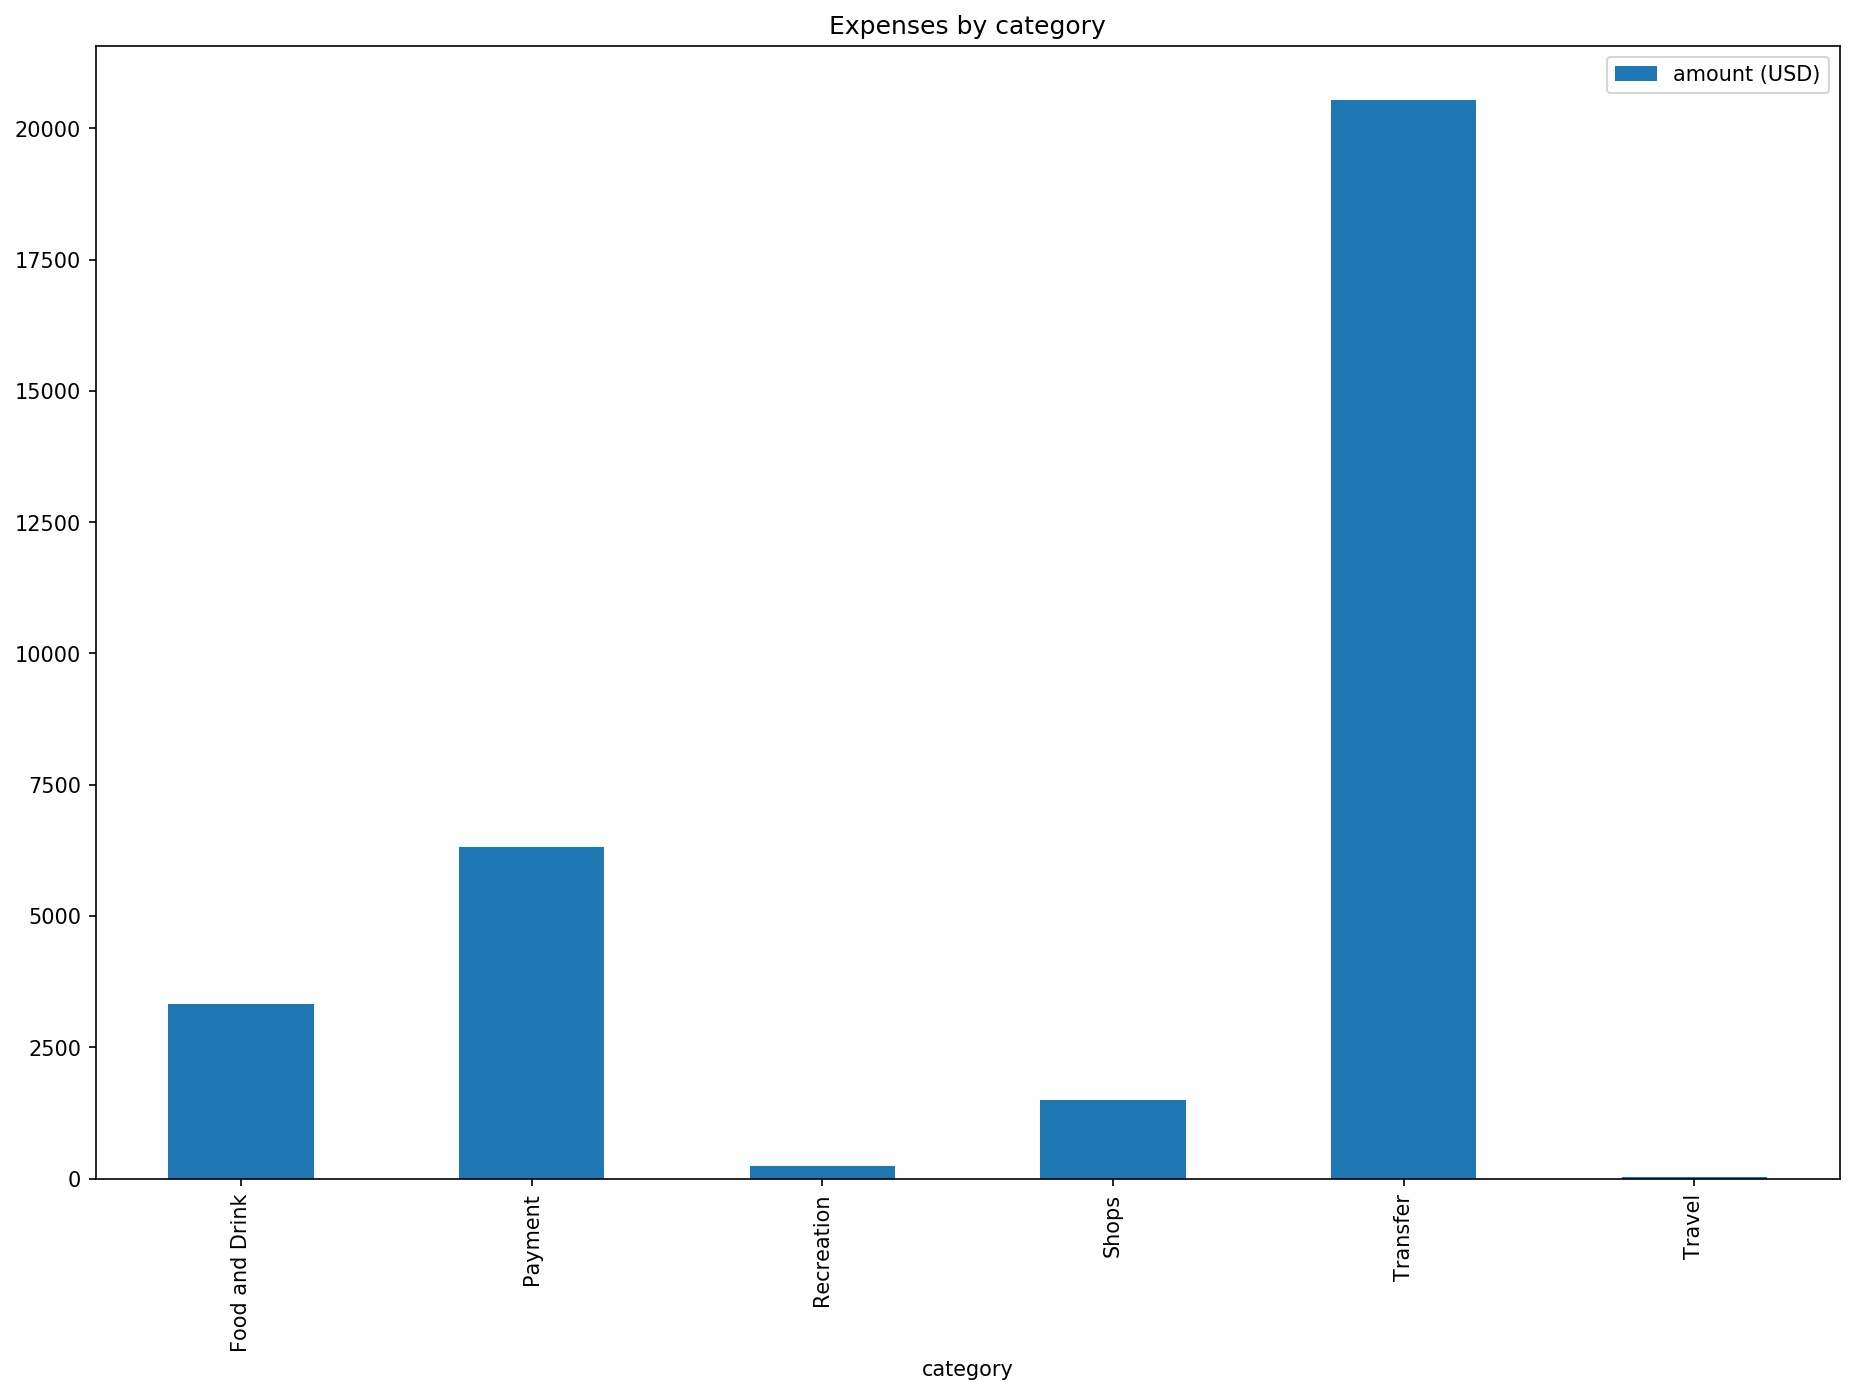 Expenses by category
amount (USD)
20000
17500
15000
12500
10000
7500
5000
2500
0
Food and Drink
Payment
Recreation
Shops
Transfer
Travel
category